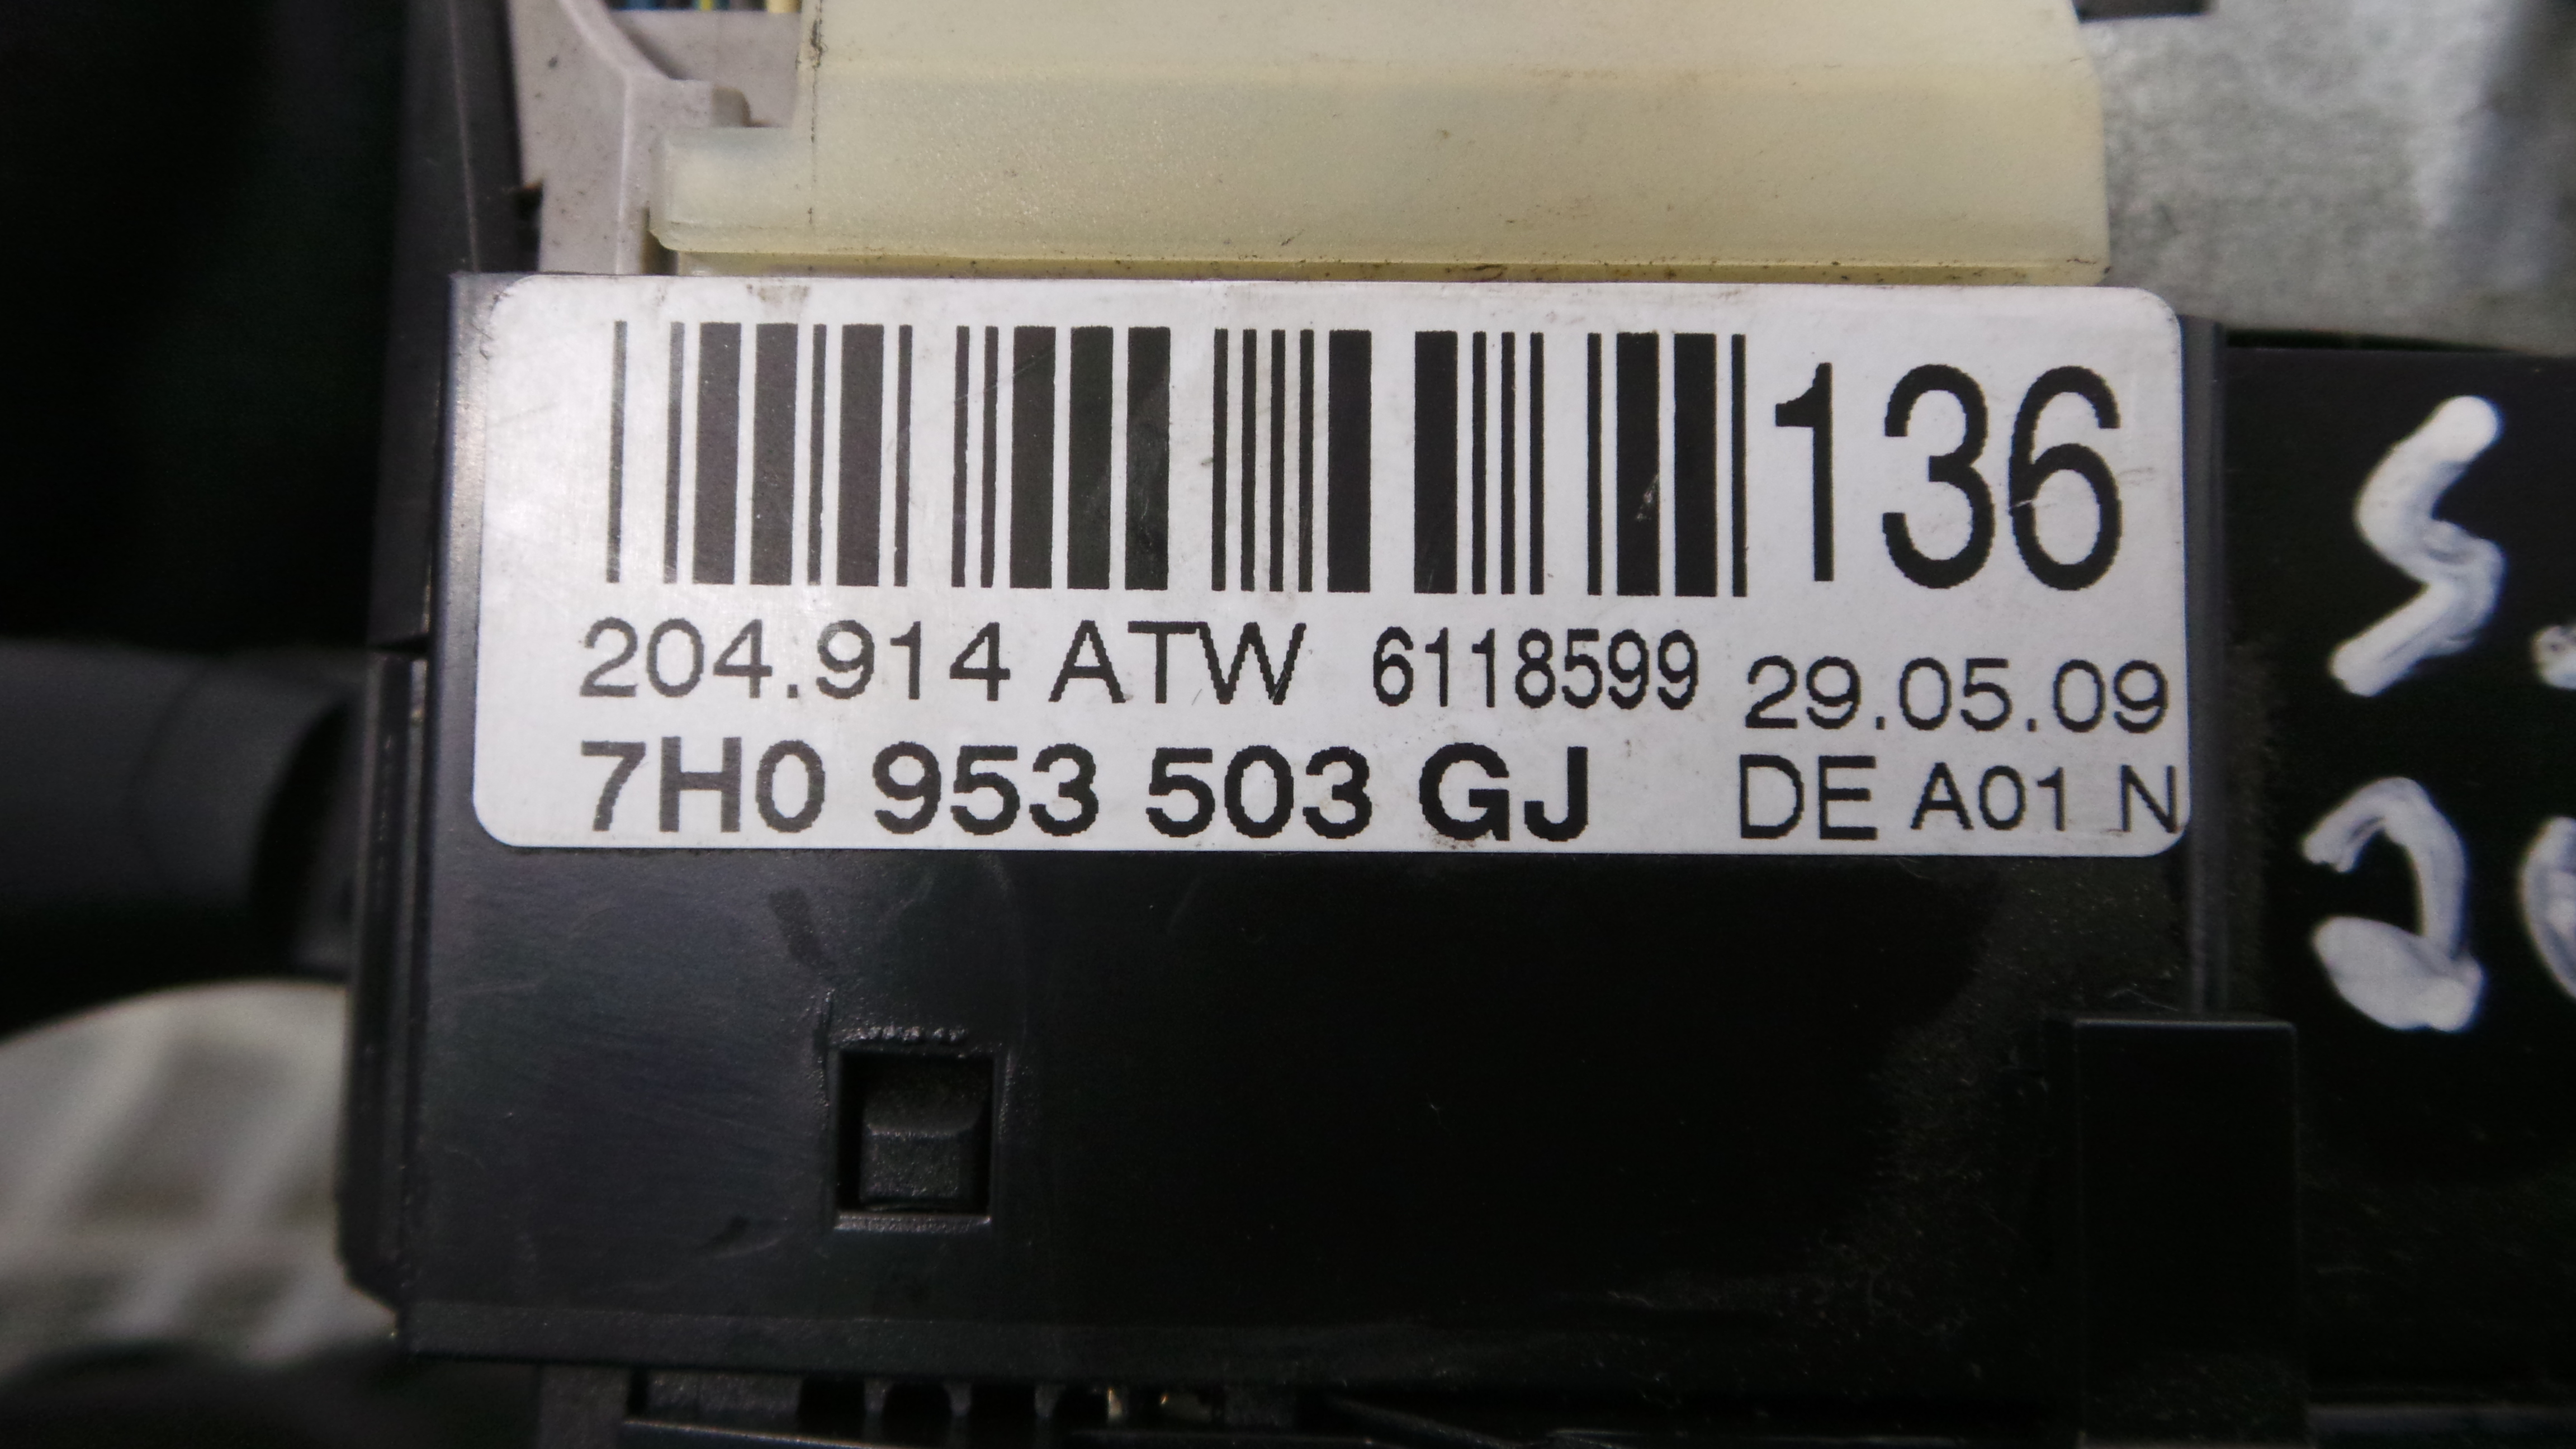 136
204.914 ATW 6118599 29.05.09
7H0 953 503 GJ DE A01 N